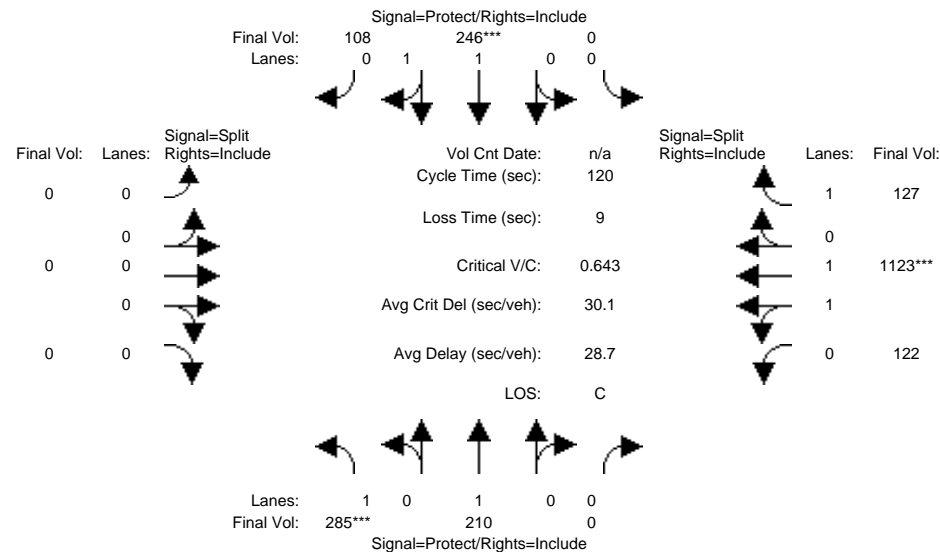 Signal=Protect/Rights=Include
Final Vol: 108 246*** 0
Lanes: 0 1 1 0 0
Signal=Split
Final Vol: Lanes: Rights=Include
Vol Cnt Date: n/a
Signal=Split
Rights=Include Lanes: Final Vol:
Cycle Time (sec): 120
0 0
1 127
Loss Time (sec): 9
0
0
0 0
Critical V/C: 0.643
1 1123***
0
Avg Crit Del (sec/veh): 30.1
1
0 0
Avg Delay (sec/veh): 28.7
0 122
LOS: C
Lanes: 1 0 1 0 0
Final Vol: 285*** 210 0
Signal=Protect/Rights=Include